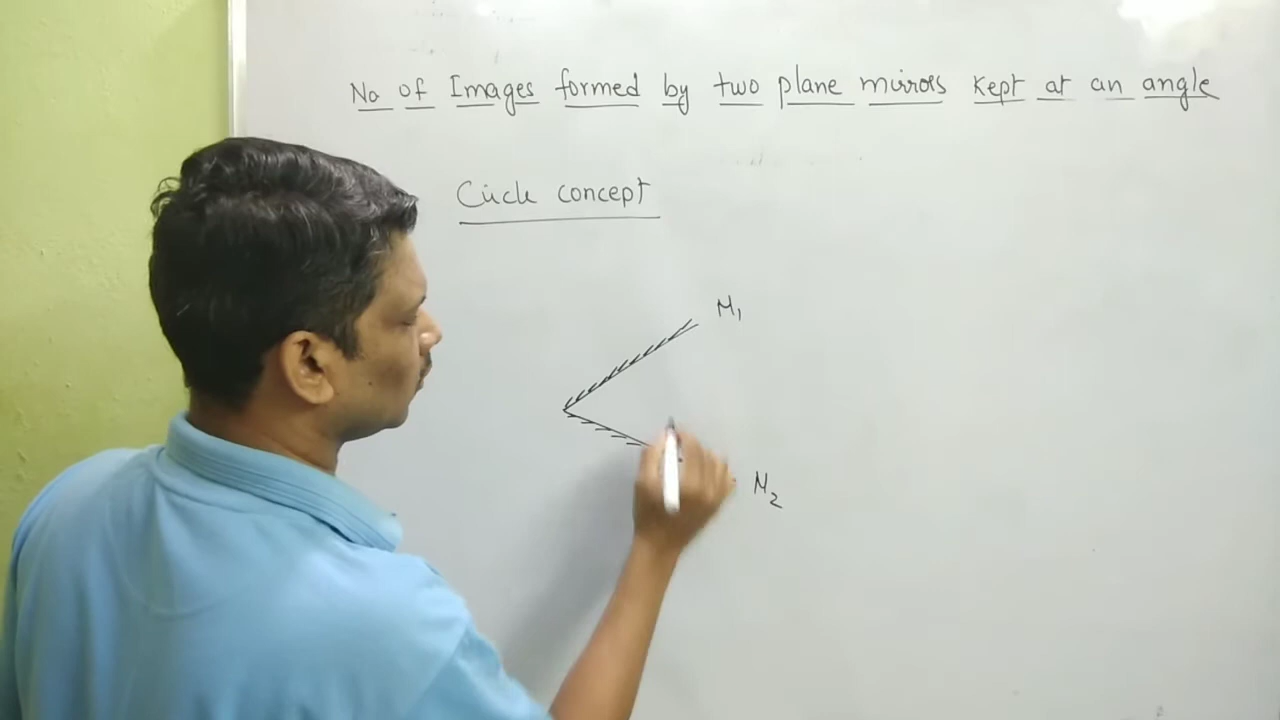 No of Images formed by two plane mirrors kept at an angle
Circle concept
M1
M2